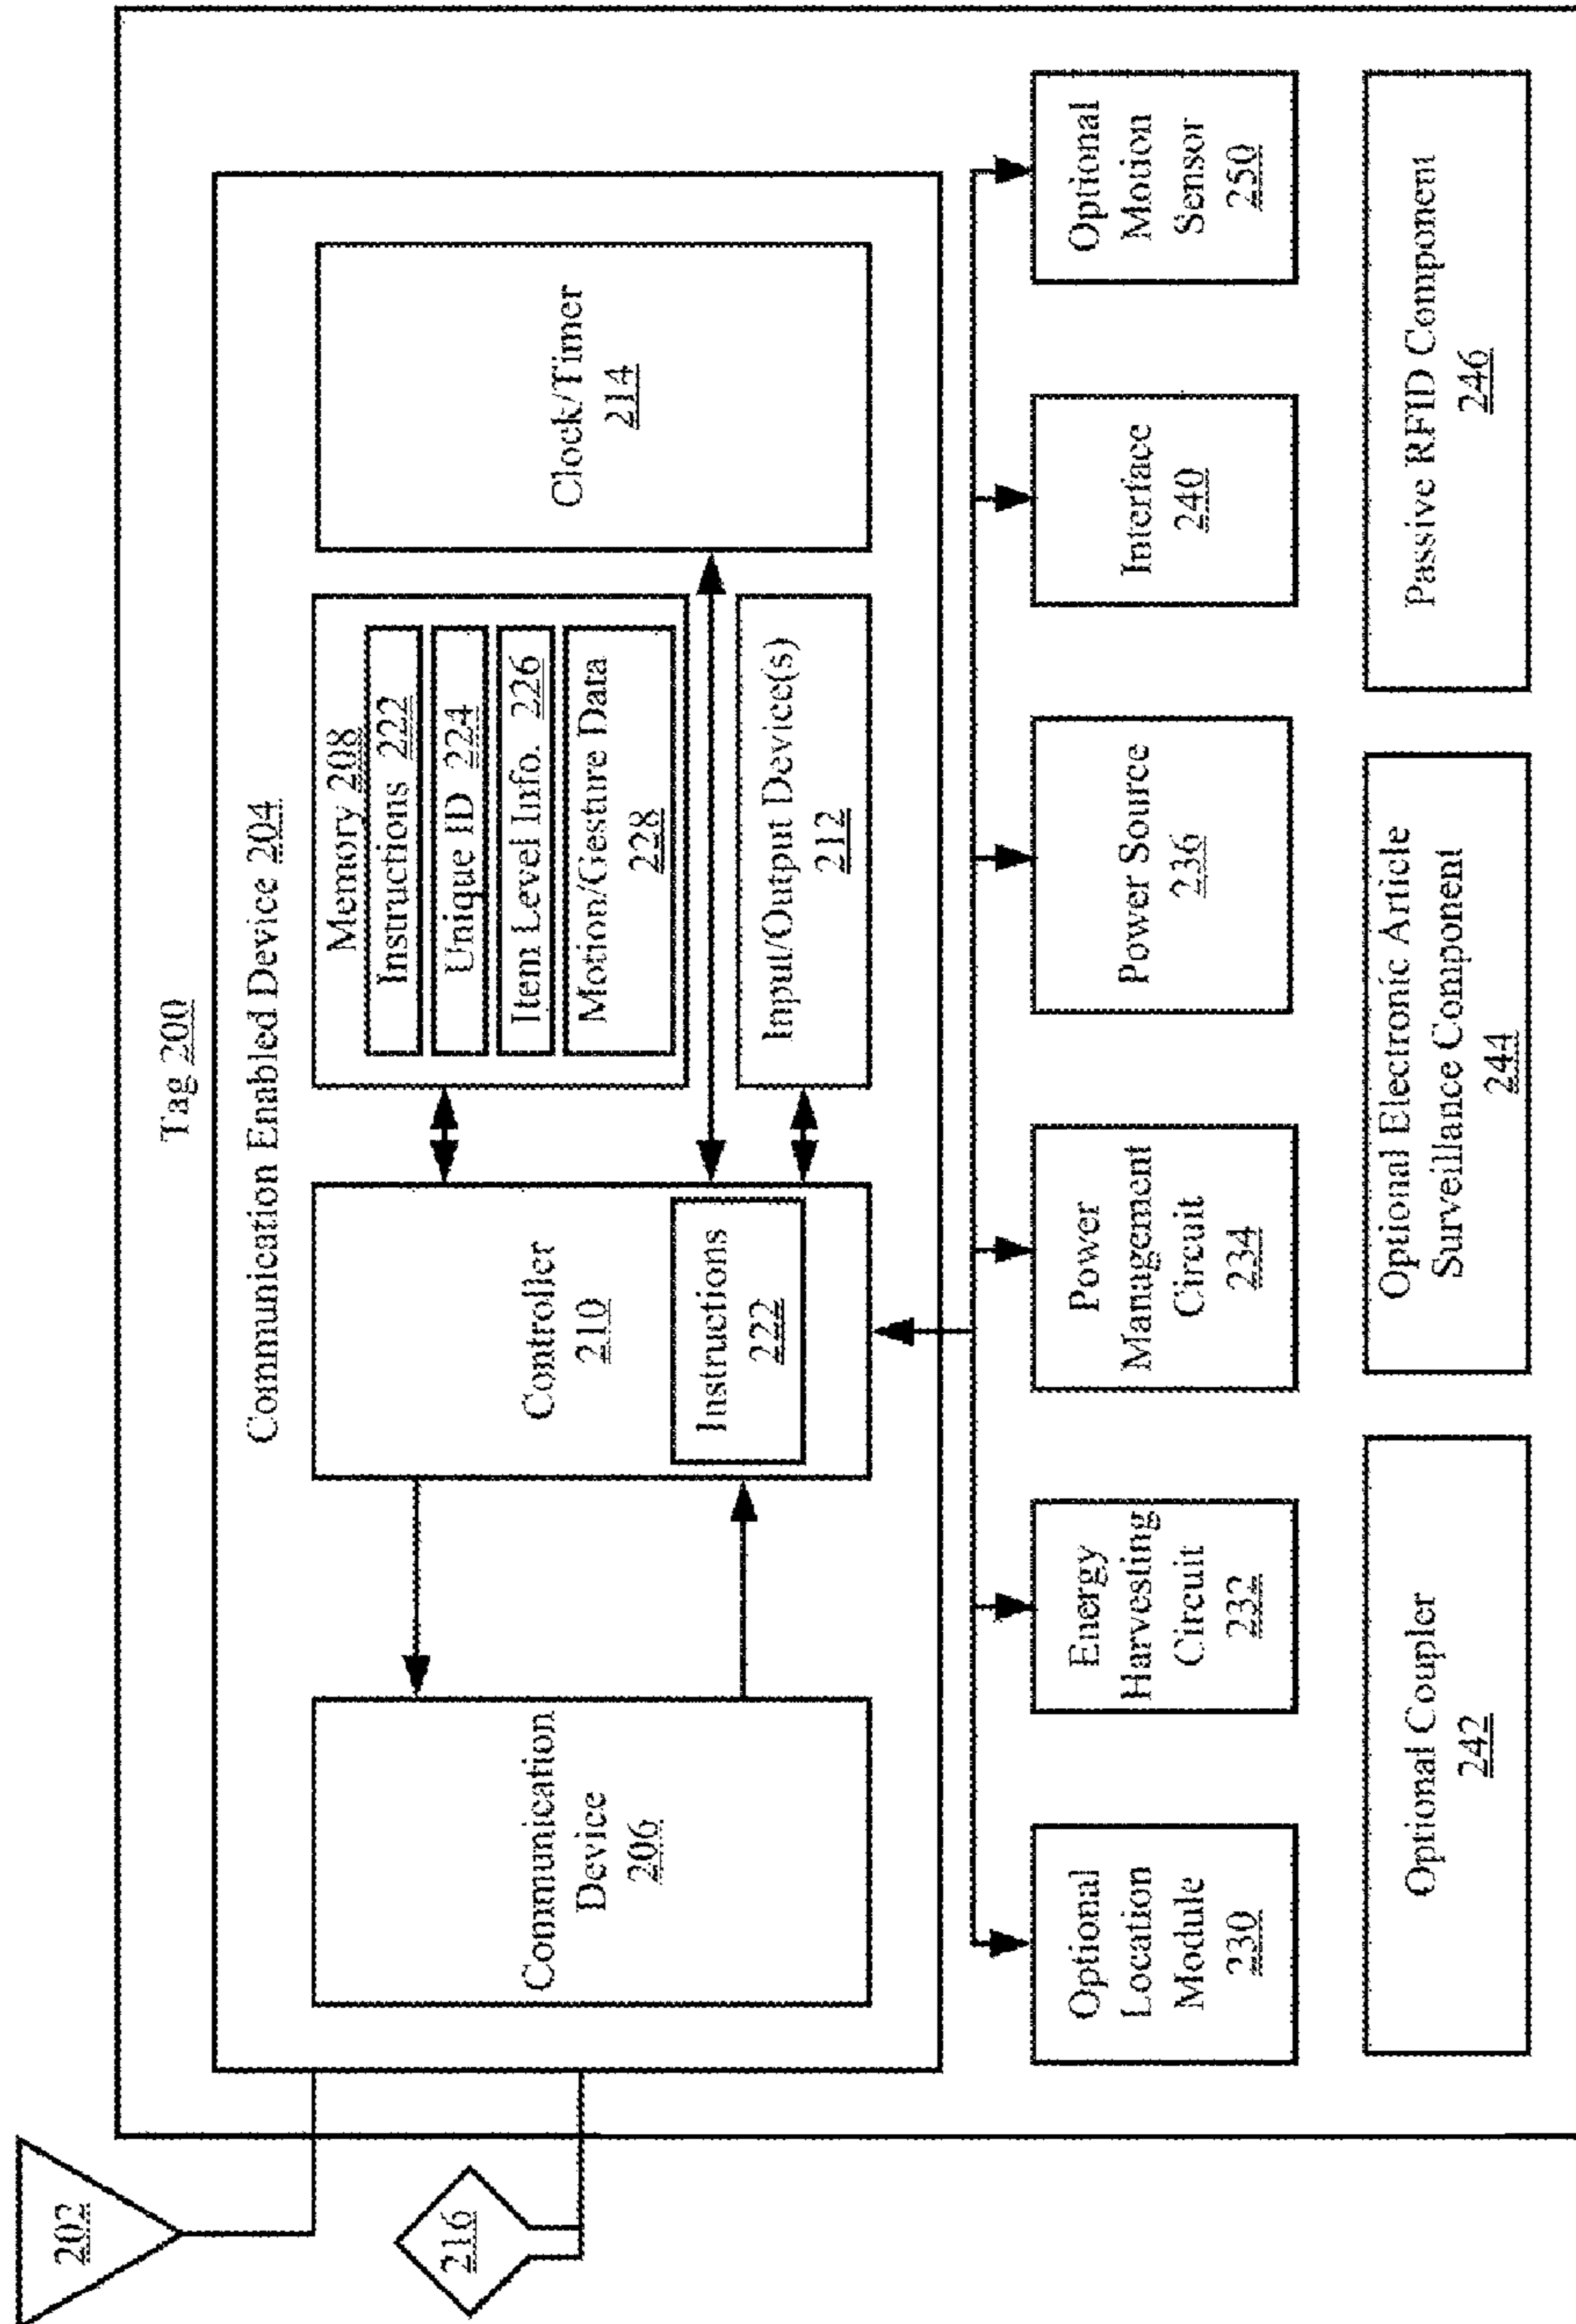 202
216
Tag 200
Communication Enabled Device 204
Communication
Device
206
Controller
210
Instructions
222
Memory 208
Instructions 222
Unique ID 224
Item Level Info. 226
Motion/Gesture Data
228
Input/Output Device(s)
212
Clock/Timer
214
Optional
Location
Module
230
Energy
Harvesting
Circuit
232
Power
Management
Circuit
234
Power Source
236
Interface
240
Optional
Motion
Sensor
250
Optional Coupler
242
Optional Electronic Article
Surveillance Component
244
Passive RFID Component
246